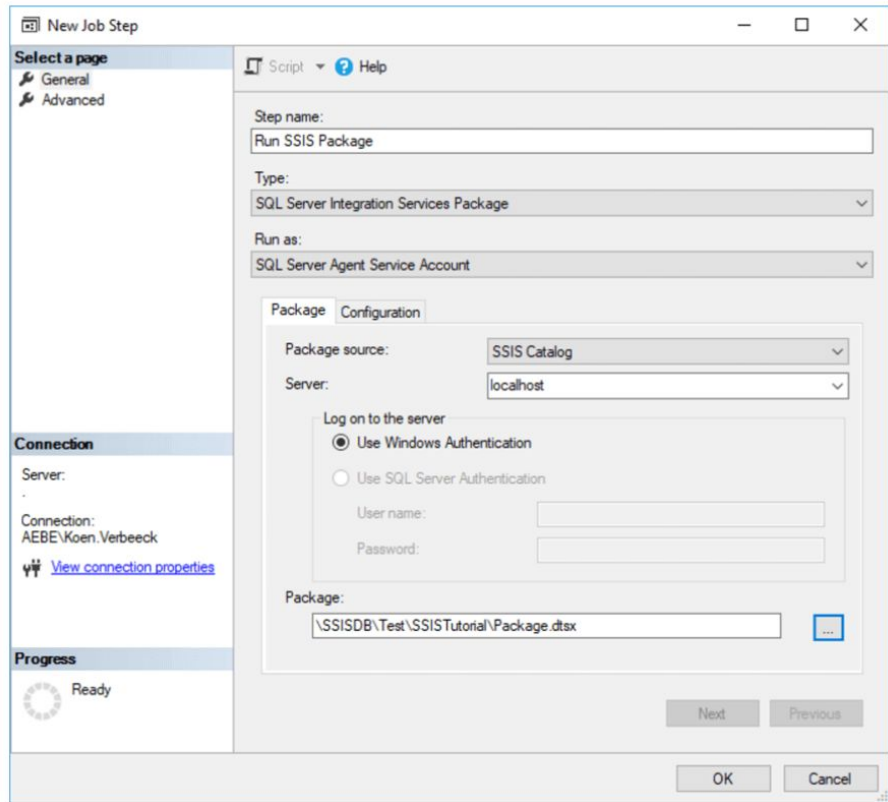 New Job Step
Select a page
General
Advanced
Script Help
Step name:
Run SSIS Package
Type:
SQL Server Integration Services Package
Run as:
SQL Server Agent Service Account
Package Configuration
Package source: SSIS Catalog
Server: localhost
Log on to the server
Use Windows Authentication
Use SQL Server Authentication
User name:
Password:
Package:
\SSISDB\Test\SSISTutorial\Package.dtsx
...
Connection
Server:
.
Connection:
AEBE\Koen.Verbeeck
View connection properties
Progress
Ready
Next Previous
OK Cancel